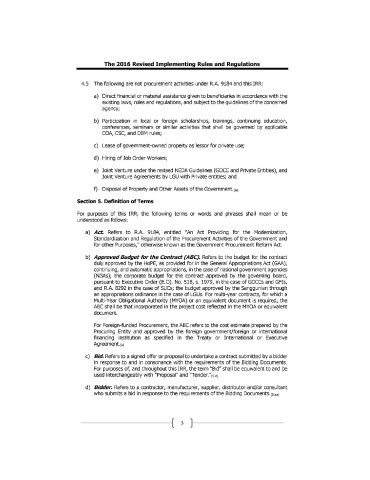 The 2016 Revised Implementing Rules and Regulations
4.5 The following are not procurement activities under R.A. 9184 and this IRR:
a) Direct financial or material assistance given to beneficiaries in accordance with the
existing laws, rules and regulations, and subject to the guidelines of the concerned
agency;
b) Participation in local or foreign scholarships, trainings, continuing education,
conferences, seminars or similar activities that shall be governed by applicable
COA, CSC, and DBM rules;
c) Lease of government-owned property as lessor for private use;
d) Hiring of Job Order Workers;
e) Joint Venture under the revised NEDA Guidelines (GOCC and Private Entities), and
Joint Venture Agreements by LGU with Private entities; and
f) Disposal of Property and Other Assets of the Government.
Section 5. Definition of Terms
For purposes of this IRR, the following terms or words and phrases shall mean or be
understood as follows:
a) Act. Refers to R.A. 9184, entitled "An Act Providing for the Modernization,
Standardization and Regulation of the Procurement Activities of the Government and
for other Purposes," otherwise known as the Government Procurement Reform Act.
b) Approved Budget for the Contract (ABC). Refers to the budget for the contract
duly approved by the HoPE, as provided for in the General Appropriations Act (GAA),
continuing, and automatic appropriations, in the case of national government agencies
(NGAs); the corporate budget for the contract approved by the governing board,
pursuant to Executive Order (E.O). No. 518, s. 1979, in the case of GOCCs and GFIs,
and R.A. 8292 in the case of SUCs; the budget approved by the Sanggunian through
an appropriations ordinance in the case of LGUs. For multi-year contracts, for which a
Multi-Year Obligational Authority (MYOA) or an equivalent document is required, the
ABC shall be that incorporated in the project cost reflected in the MYOA or equivalent
document.
For Foreign-funded Procurement, the ABC refers to the cost estimate prepared by the
Procuring Entity and approved by the foreign government/foreign or international
financing institution as specified in the Treaty or International or Executive
Agreement.(a)
c) Bid. Refers to a signed offer or proposal to undertake a contract submitted by a bidder
in response to and in consonance with the requirements of the Bidding Documents.
For purposes of, and throughout this IRR, the term "Bid" shall be equivalent to and be
used interchangeably with "Proposal" and "Tender."
d) Bidder. Refers to a contractor, manufacturer, supplier, distributor and/or consultant
who submits a bid in response to the requirements of the Bidding Documents.
3